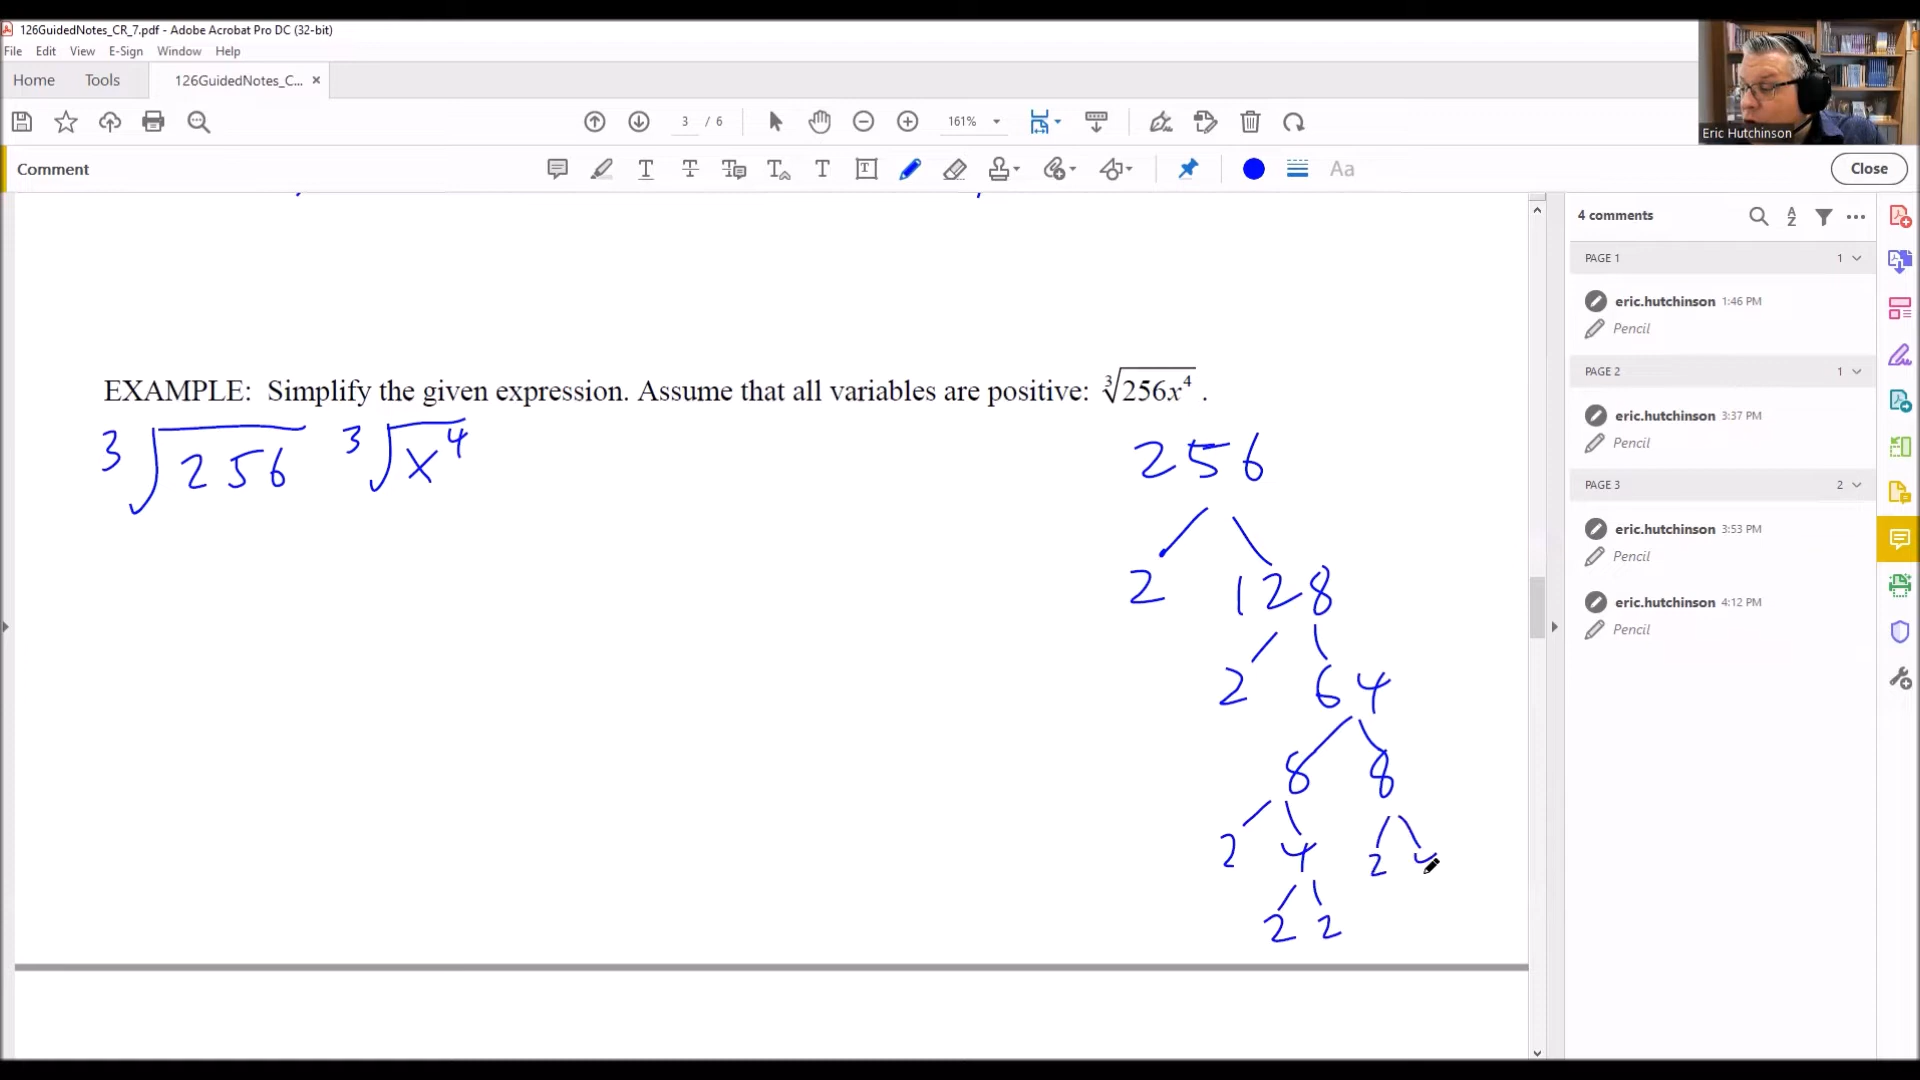 126GuidedNotes_CR_7.pdf - Adobe Acrobat Pro DC (32-bit)
File Edit View E-Sign Window Help
Home Tools 126GuidedNotes_C... ×
3 / 6 161%
Comment
Aa
Close
Eric Hutchinson
EXAMPLE: Simplify the given expression. Assume that all variables are positive: ∛256x⁴ .
∛256 ∛x⁴
256
2 128
2 64
8 8
2 4 2 4
2 2
4 comments
PAGE 1 1
eric.hutchinson 1:46 PM
Pencil
PAGE 2 1
eric.hutchinson 3:37 PM
Pencil
PAGE 3 2
eric.hutchinson 3:53 PM
Pencil
eric.hutchinson 4:12 PM
Pencil